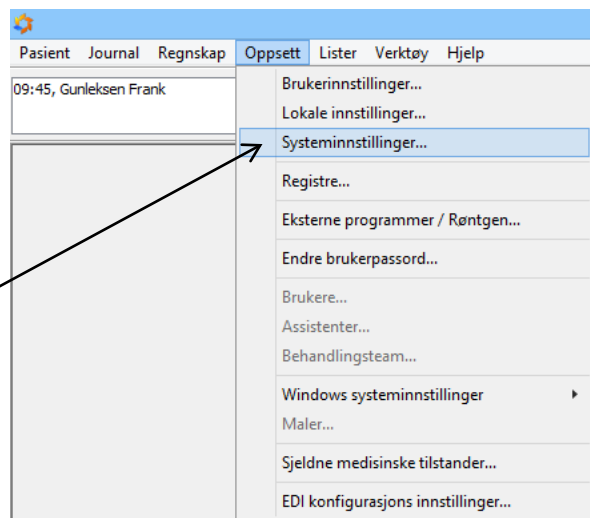 Pasient Journal Regnskap Oppsett Lister Verktøy Hjelp
09:45, Gunleksen Frank
Brukerinnstillinger...
Lokale innstillinger...
Systeminnstillinger...
Registre...
Eksterne programmer / Røntgen...
Endre brukerpassord...
Brukere...
Assistenter...
Behandlingsteam...
Windows systeminnstillinger
Maler...
Sjeldne medisinske tilstander...
EDI konfigurasjons innstillinger...